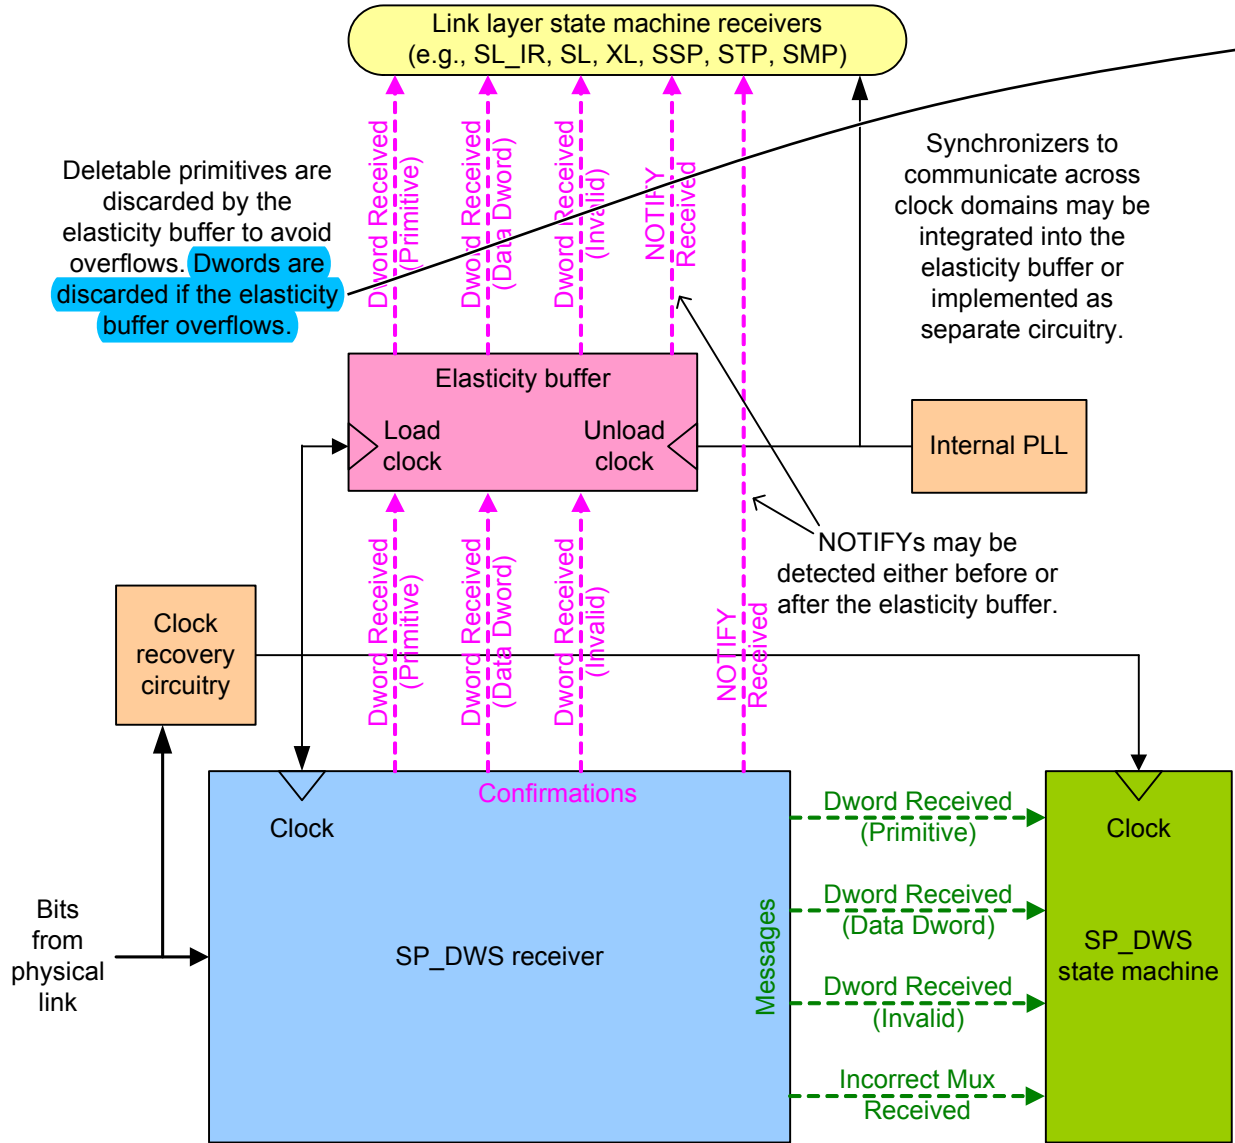 Link layer state machine receivers
(e.g., SL_IR, SL, XL, SSP, STP, SMP)
Deletable primitives are
discarded by the
elasticity buffer to avoid
overflows. Dwords are
discarded if the elasticity
buffer overflows.
Dword Received
(Primitive)
Dword Received
(Data Dword)
Dword Received
(Invalid)
NOTIFY
Received
Synchronizers to
communicate across
clock domains may be
integrated into the
elasticity buffer or
implemented as
separate circuitry.
Elasticity buffer
Load
clock
Unload
clock
Internal PLL
NOTIFYs may be
detected either before or
after the elasticity buffer.
Clock
recovery
circuitry
Dword Received
(Primitive)
Dword Received
(Data Dword)
Dword Received
(Invalid)
NOTIFY
Received
Confirmations
Clock
SP_DWS receiver
Messages
Bits
from
physical
link
Dword Received
(Primitive)
Dword Received
(Data Dword)
Dword Received
(Invalid)
Incorrect Mux
Received
Clock
SP_DWS
state machine